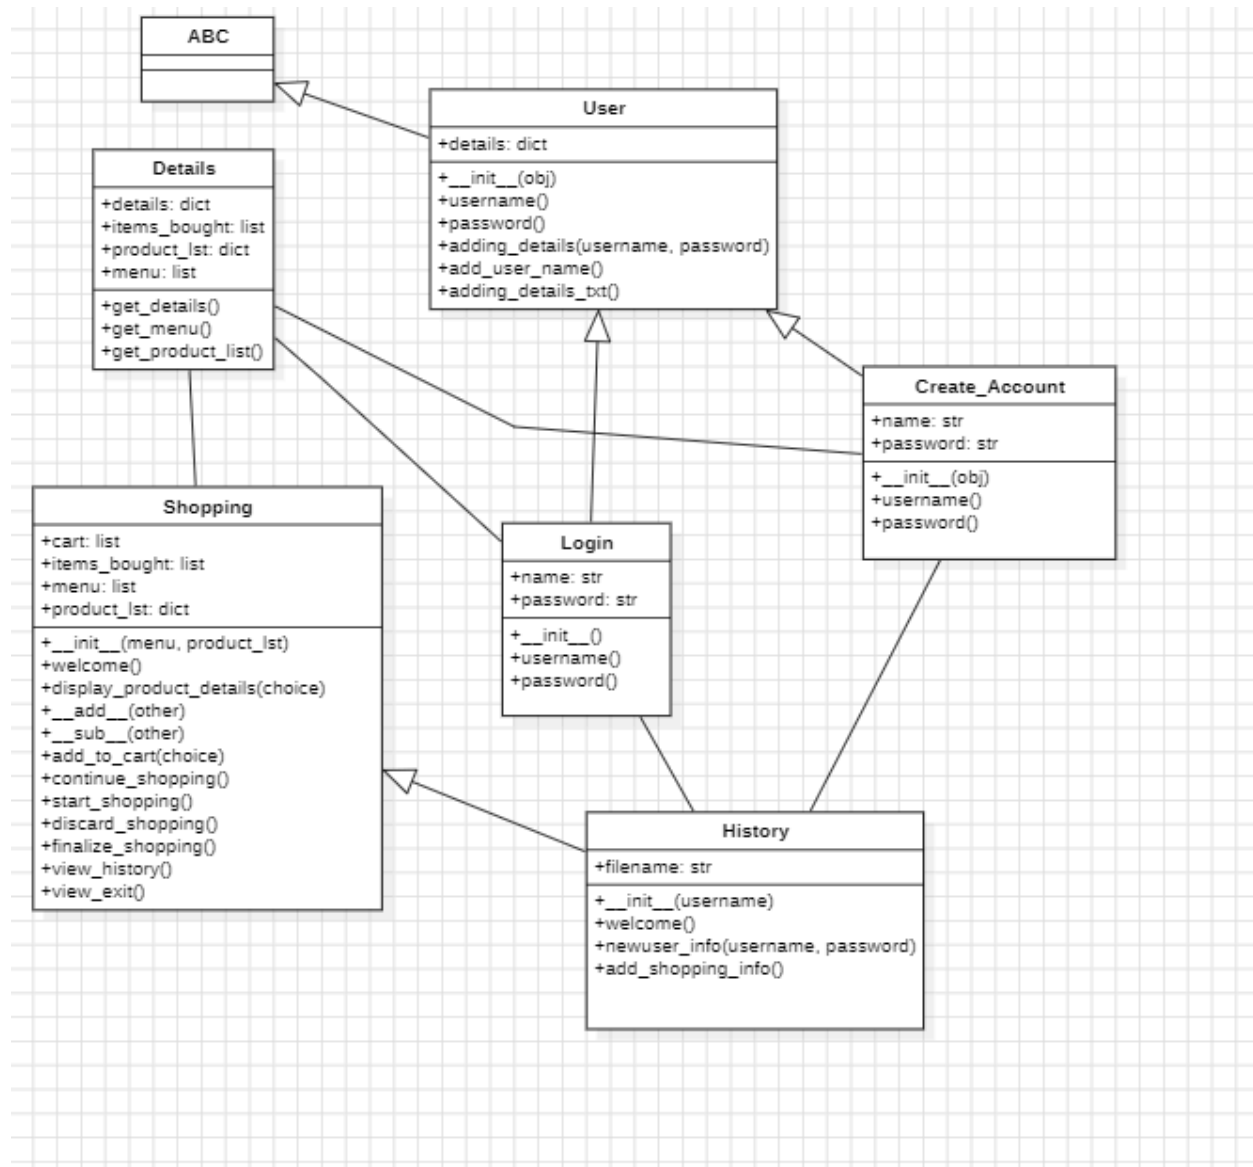 ABC
User
+details: dict
+__init__(obj)
+username()
+password()
+adding_details(username, password)
+add_user_name()
+adding_details_txt()
Details
+details: dict
+items_bought: list
+product_lst: dict
+menu: list
+get_details()
+get_menu()
+get_product_list()
Create_Account
+name: str
+password: str
+__init__(obj)
+username()
+password()
Shopping
+cart: list
+items_bought: list
+menu: list
+product_lst: dict
+__init__(menu, product_lst)
+welcome()
+display_product_details(choice)
+__add__(other)
+__sub__(other)
+add_to_cart(choice)
+continue_shopping()
+start_shopping()
+discard_shopping()
+finalize_shopping()
+view_history()
+view_exit()
Login
+name: str
+password: str
+__init__()
+username()
+password()
History
+filename: str
+__init__(username)
+welcome()
+newuser_info(username, password)
+add_shopping_info()